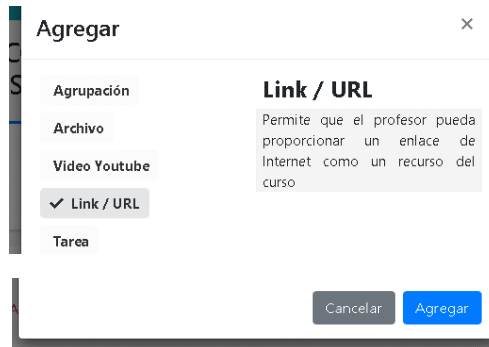 Agregar
×
Agrupación
Archivo
Video Youtube
✓ Link / URL
Tarea
Link / URL
Permite que el profesor pueda
proporcionar un enlace de
Internet como un recurso del
curso
Cancelar
Agregar